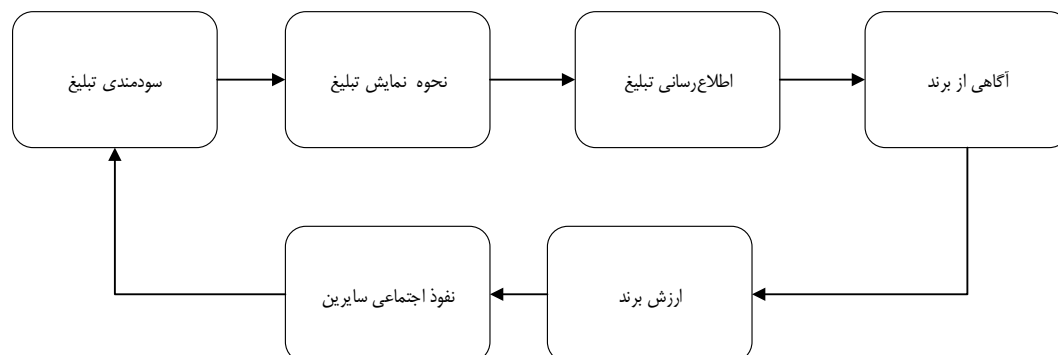 آگاهی از برند
اطلاع‌رسانی تبلیغ
نحوه نمایش تبلیغ
سودمندی تبلیغ
ارزش برند
نفوذ اجتماعی سایرین